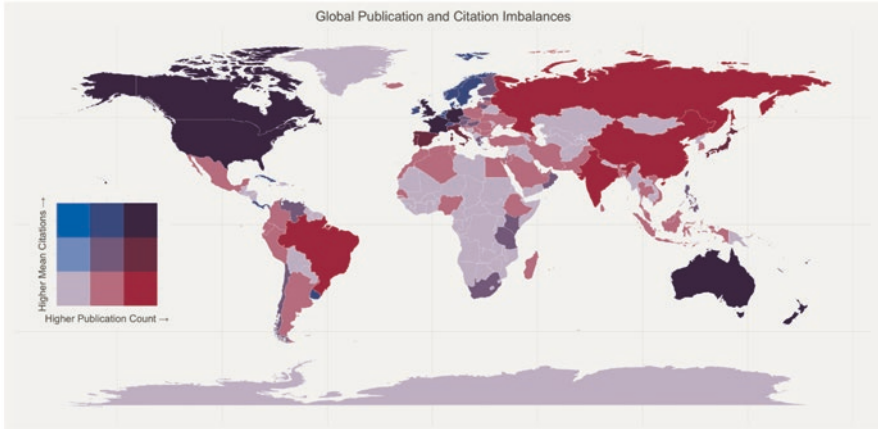 Global Publication and Citation Imbalances
Higher Mean Citations →
Higher Publication Count →